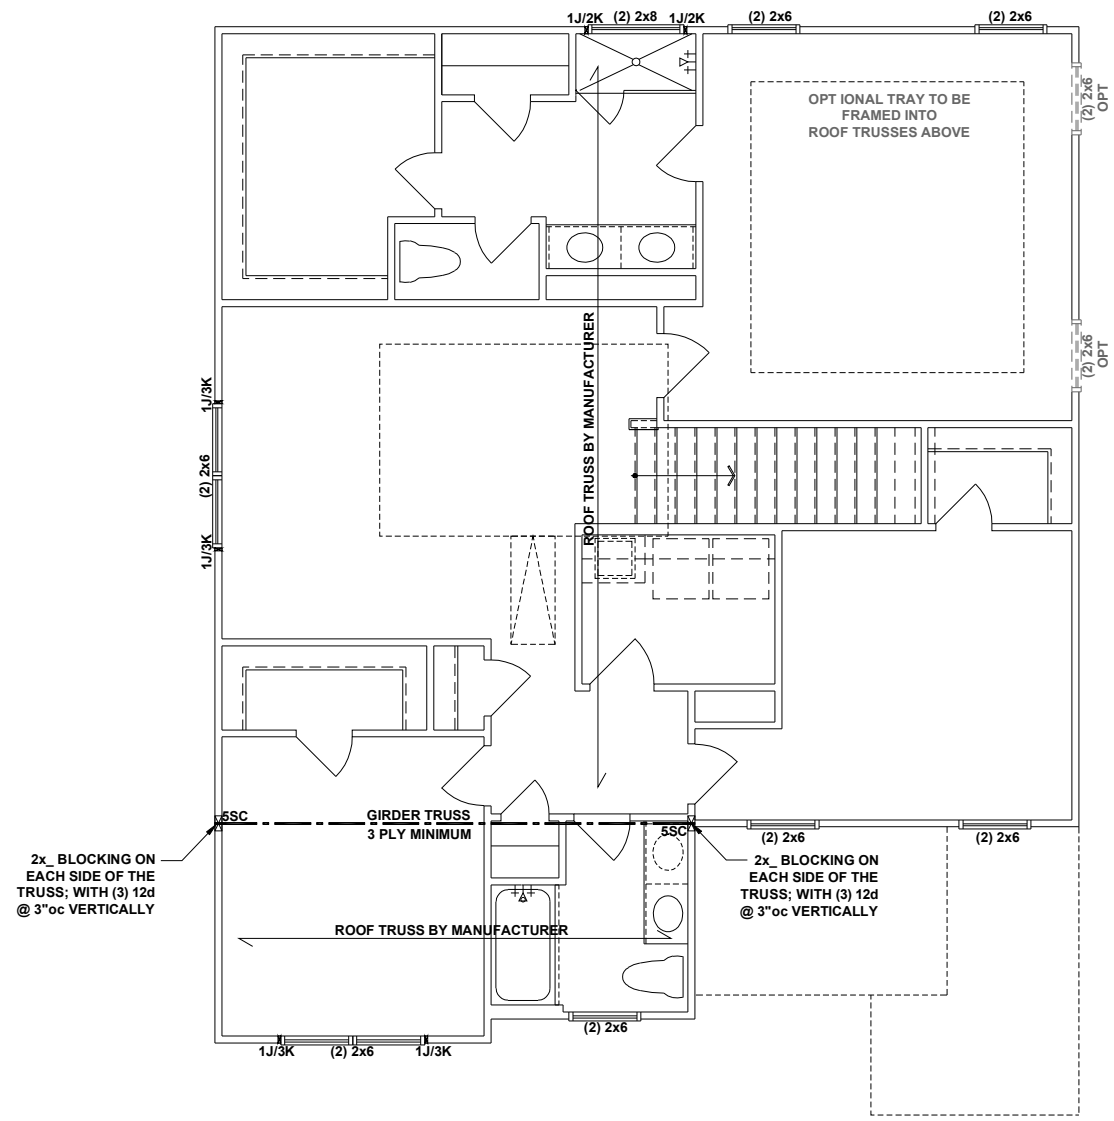 1J/2K
(2) 2x8
1J/2K
(2) 2x6
(2) 2x6
(2) 2x6
OPT
OPT IONAL TRAY TO BE
FRAMED INTO
ROOF TRUSSES ABOVE
(2) 2x6
OPT
ROOF TRUSS BY MANUFACTURER
1J/3K
(2) 2x6
1J/3K
5SC
GIRDER TRUSS
3 PLY MINIMUM
5SC
(2) 2x6
(2) 2x6
2x_ BLOCKING ON
EACH SIDE OF THE
TRUSS; WITH (3) 12d
@ 3"oc VERTICALLY
2x_ BLOCKING ON
EACH SIDE OF THE
TRUSS; WITH (3) 12d
@ 3"oc VERTICALLY
ROOF TRUSS BY MANUFACTURER
(2) 2x6
1J/3K
(2) 2x6
1J/3K